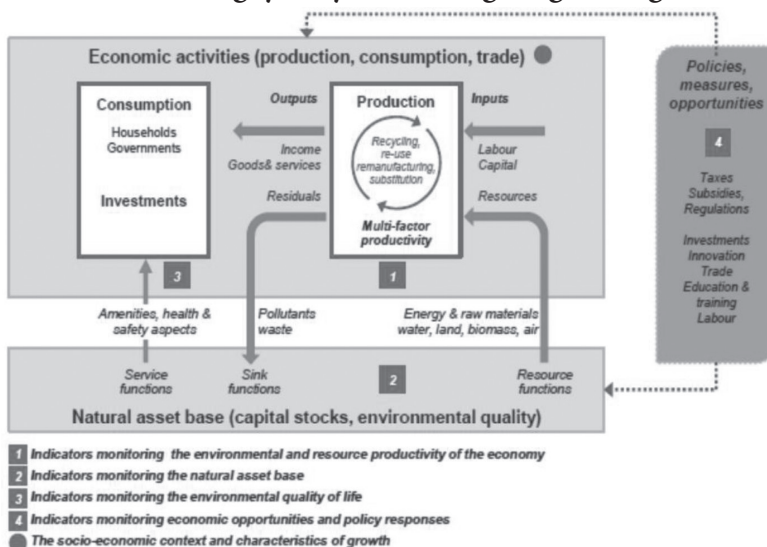 Economic activities (production, consumption, trade)
Consumption
Households
Governments
Investments
Outputs
Income
Goods& services
Residuals
Production
Recycling,
re-use
remanufacturing,
substitution
Multi-factor
productivity
Inputs
Labour
Capital
Resources
3
1
Amenities, health &
safety aspects
Pollutants
waste
Energy & raw materials
water, land, biomass, air
Service
functions
Sink
functions
2
Resource
functions
Natural asset base (capital stocks, environmental quality)
Policies,
measures,
opportunities
4
Taxes
Subsidies,
Regulations
Investments
Innovation
Trade
Education &
training
Labour
1 Indicators monitoring the environmental and resource productivity of the economy
2 Indicators monitoring the natural asset base
3 Indicators monitoring the environmental quality of life
4 Indicators monitoring economic opportunities and policy responses
The socio-economic context and characteristics of growth